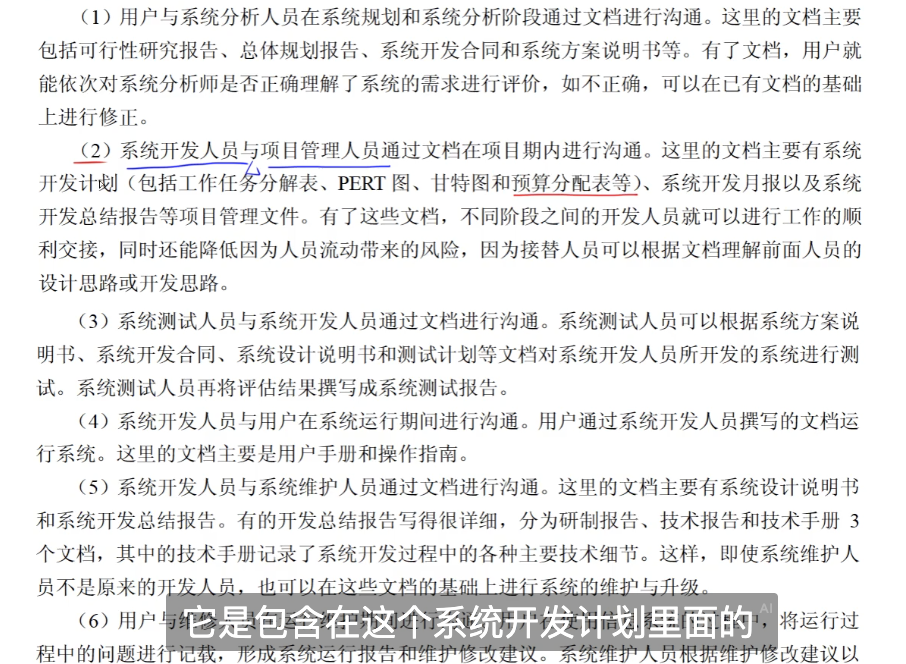 （1）用户与系统分析人员在系统规划和系统分析阶段通过文档进行沟通。这里的文档主要
包括可行性研究报告、总体规划报告、系统开发合同和系统方案说明书等。有了文档，用户就
能依次对系统分析师是否正确理解了系统的需求进行评价，如不正确，可以在已有文档的基础
上进行修正。
（2）系统开发人员与项目管理人员通过文档在项目期内进行沟通。这里的文档主要有系统
开发计划（包括工作任务分解表、PERT 图、甘特图和预算分配表等）、系统开发月报以及系统
开发总结报告等项目管理文件。有了这些文档，不同阶段之间的开发人员就可以进行工作的顺
利交接，同时还能降低因为人员流动带来的风险，因为接替人员可以根据文档理解前面人员的
设计思路或开发思路。
（3）系统测试人员与系统开发人员通过文档进行沟通。系统测试人员可以根据系统方案说
明书、系统开发合同、系统设计说明书和测试计划等文档对系统开发人员所开发的系统进行测
试。系统测试人员再将评估结果撰写成系统测试报告。
（4）系统开发人员与用户在系统运行期间进行沟通。用户通过系统开发人员撰写的文档运
行系统。这里的文档主要是用户手册和操作指南。
（5）系统开发人员与系统维护人员通过文档进行沟通。这里的文档主要有系统设计说明书
和系统开发总结报告。有的开发总结报告写得很详细，分为研制报告、技术报告和技术手册 3
个文档，其中的技术手册记录了系统开发过程中的各种主要技术细节。这样，即使系统维护人
员不是原来的开发人员，也可以在这些文档的基础上进行系统的维护与升级。
（6）用户与维修人员 中，将运行过
它是包含在这个系统开发计划里面的
AI
程中的问题进行记载，形成系统运行报告和维护修改建议。系统维护人员根据维护修改建议以